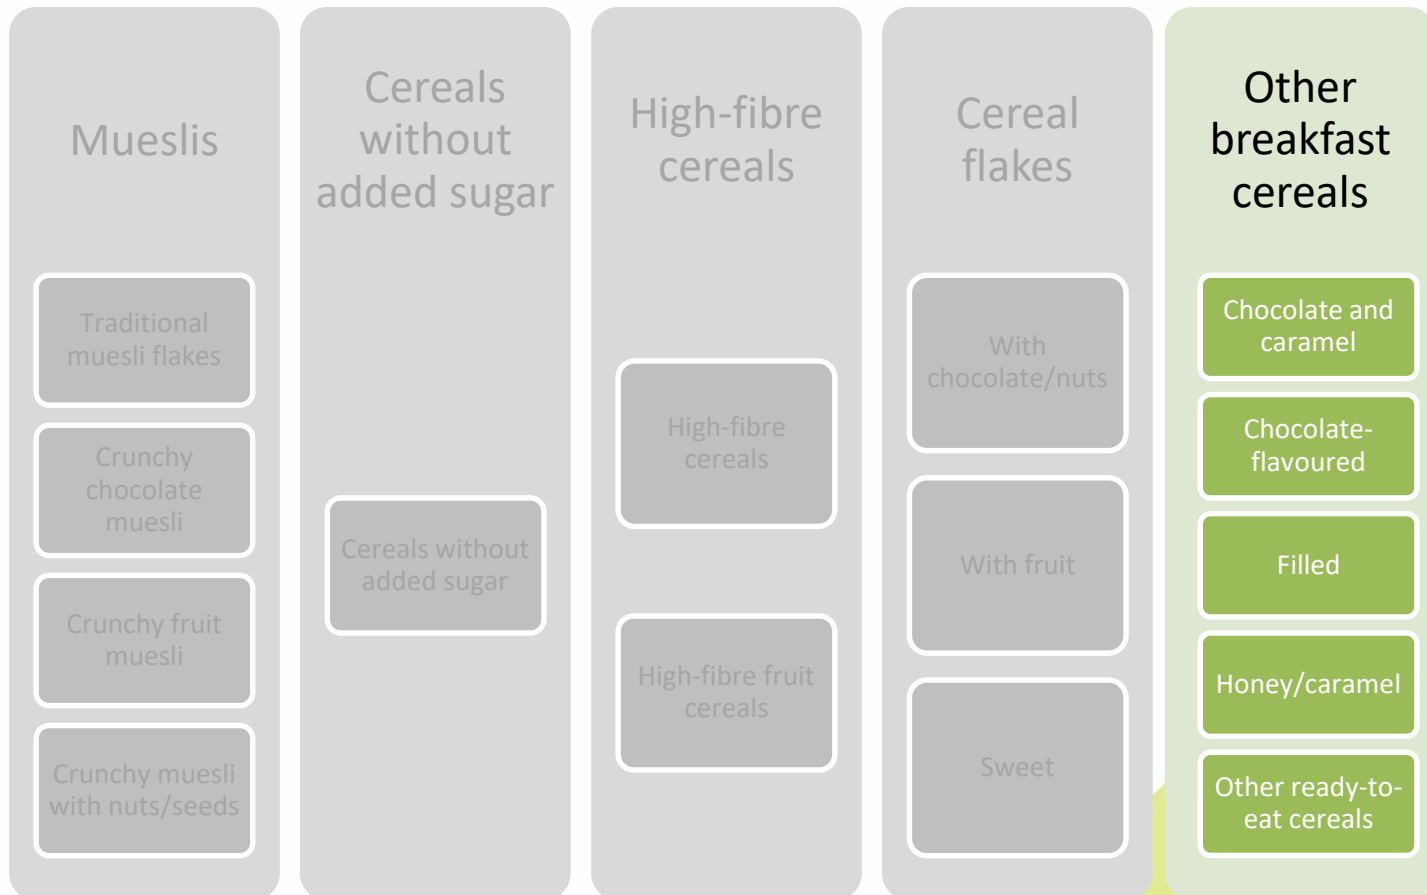 Mueslis
Traditional
muesli flakes
Crunchy
chocolate
muesli
Crunchy fruit
muesli
Crunchy muesli
with nuts/seeds
Cereals
without
added sugar
Cereals without
added sugar
High-fibre
cereals
High-fibre
cereals
High-fibre fruit
cereals
Cereal
flakes
With
chocolate/nuts
With fruit
Sweet
Other
breakfast
cereals
Chocolate and
caramel
Chocolate-
flavoured
Filled
Honey/caramel
Other ready-to-
eat cereals